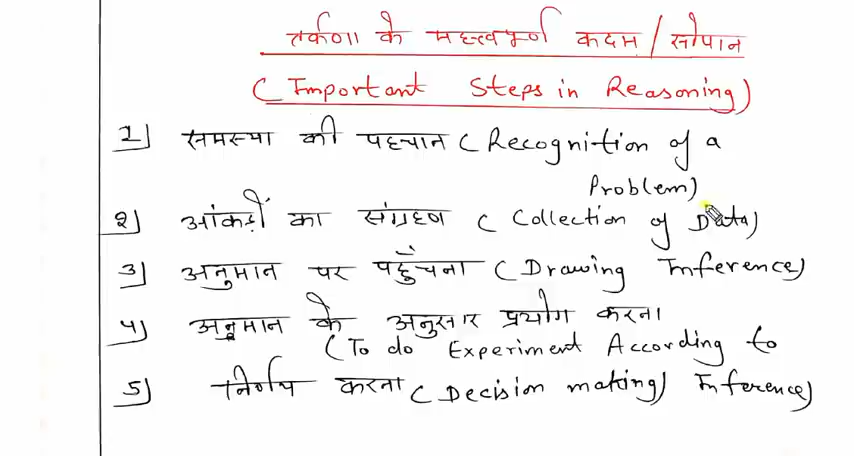 तर्कणा के महत्त्वपूर्ण कदम / सोपान
(Important Steps in Reasoning)
1) समस्या की पहचान (Recognition of a
Problem)
२) आंकड़ों का संग्रहण (Collection of Data)
3) अनुमान पर पहुँचना (Drawing Inference)
४) अनुमान के अनुसार प्रयोग करना
(To do Experiment According to
5) निर्णय करना (Decision making) Inference)